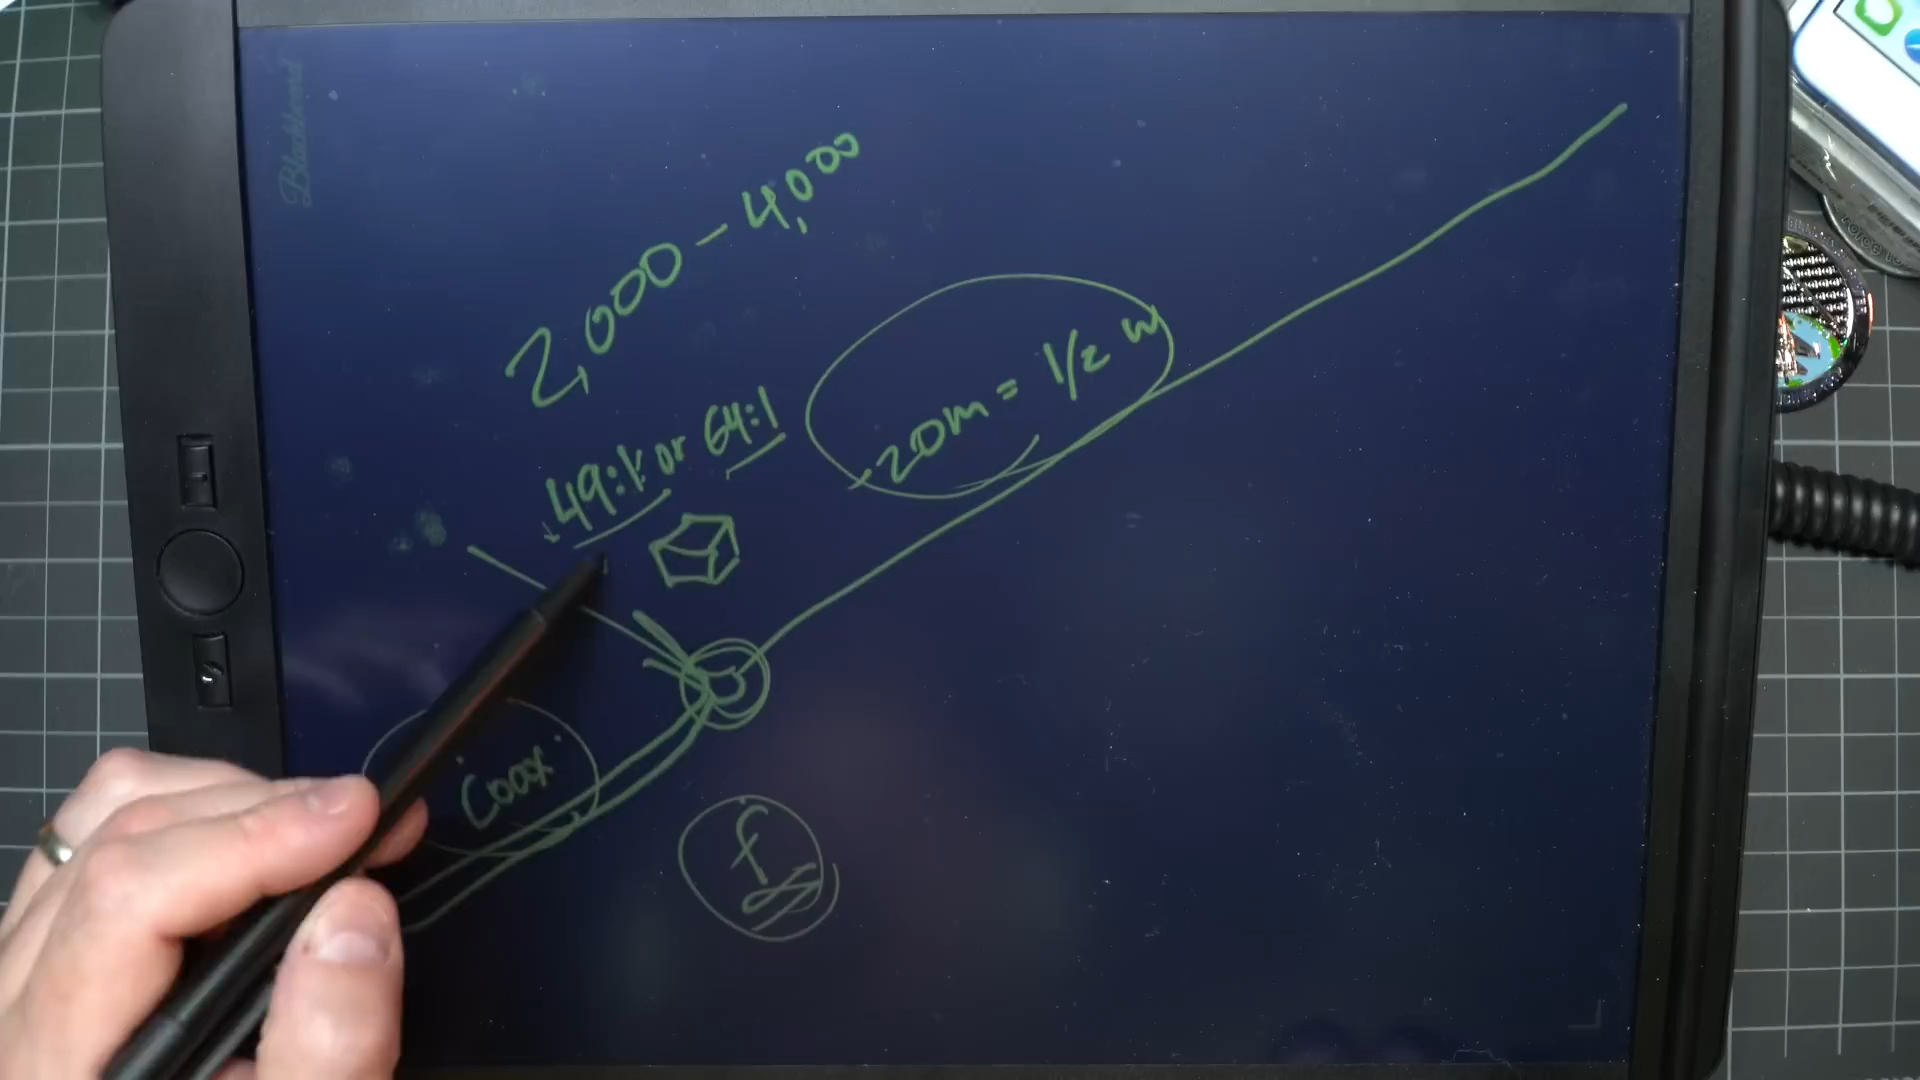 Blackboard
2,000 - 4,000
49:1 or 64:1
20m = 1/2 W
Coax
f